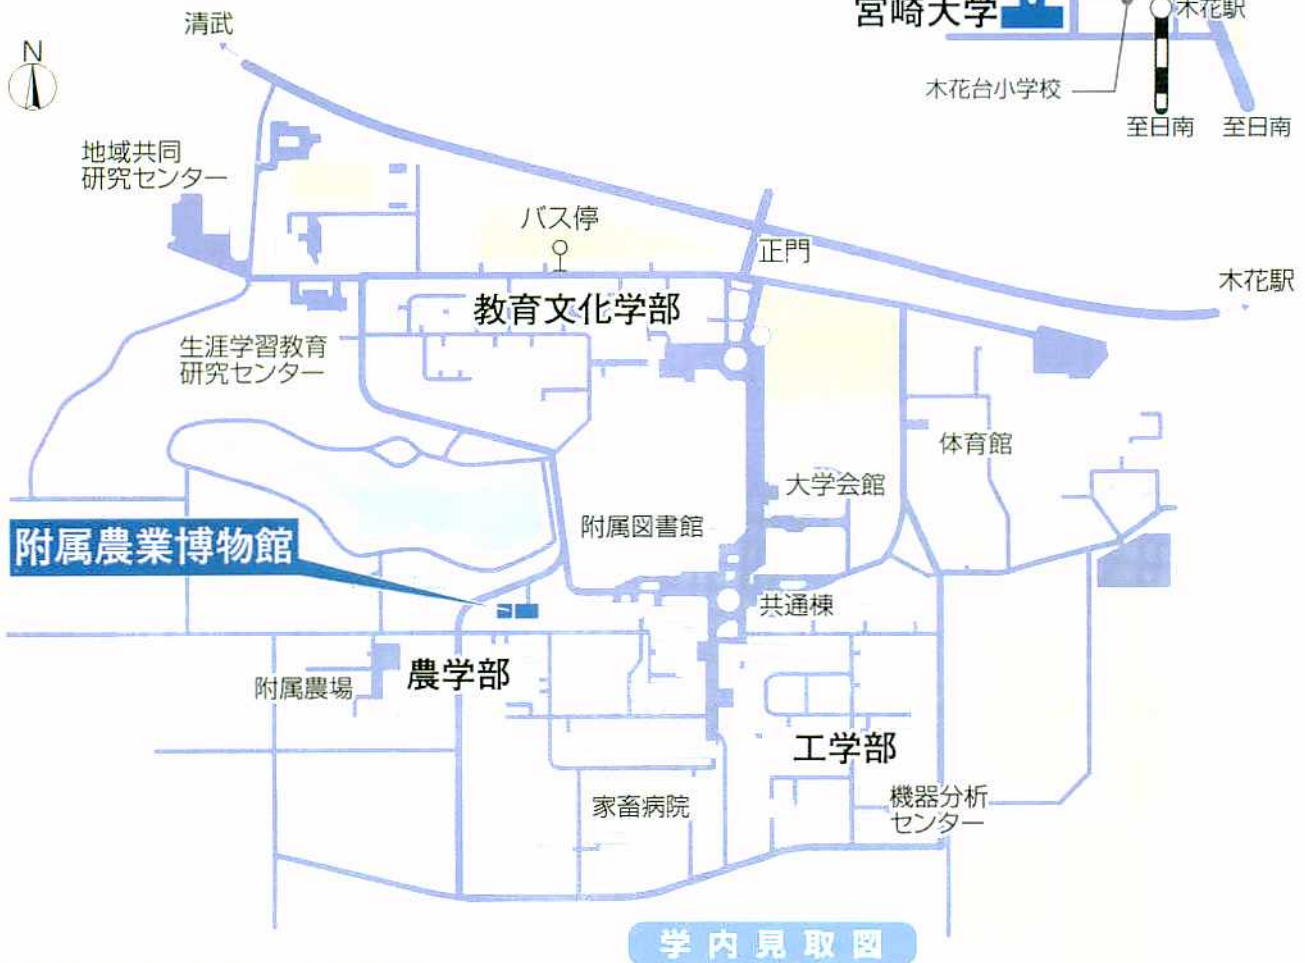 宮崎大学
木花駅
木花台小学校
至日南
至日南
清武
N
地域共同
研究センター
バス停
正門
木花駅
教育文化学部
生涯学習教育
研究センター
体育館
大学会館
附属図書館
附属農業博物館
共通棟
農学部
附属農場
工学部
家畜病院
機器分析
センター
学内見取図